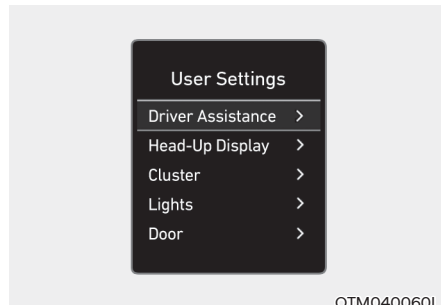 User Settings
Driver Assistance >
Head-Up Display >
Cluster >
Lights >
Door >
OTM040060L